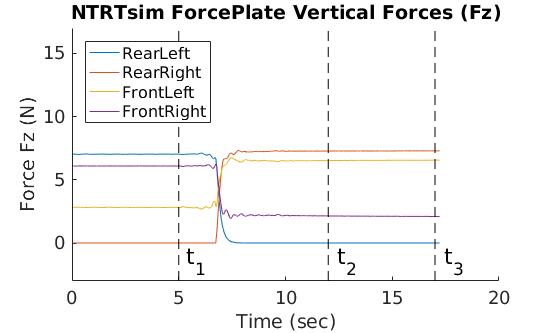 NTRTsim ForcePlate Vertical Forces (Fz)
15
10
5
0
Force Fz (N)
RearLeft
RearRight
FrontLeft
FrontRight
t1
t2
t3
0 5 10 15 20
Time (sec)